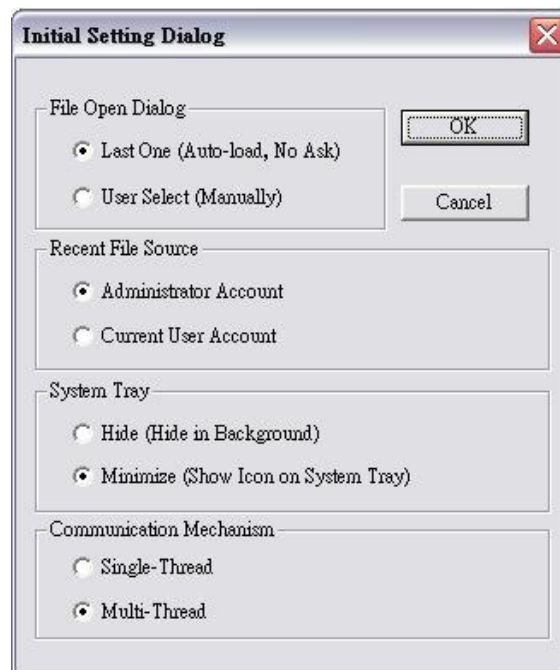 Initial Setting Dialog
File Open Dialog
Last One (Auto-load, No Ask)
User Select (Manually)
OK
Cancel
Recent File Source
Administrator Account
Current User Account
System Tray
Hide (Hide in Background)
Minimize (Show Icon on System Tray)
Communication Mechanism
Single-Thread
Multi-Thread